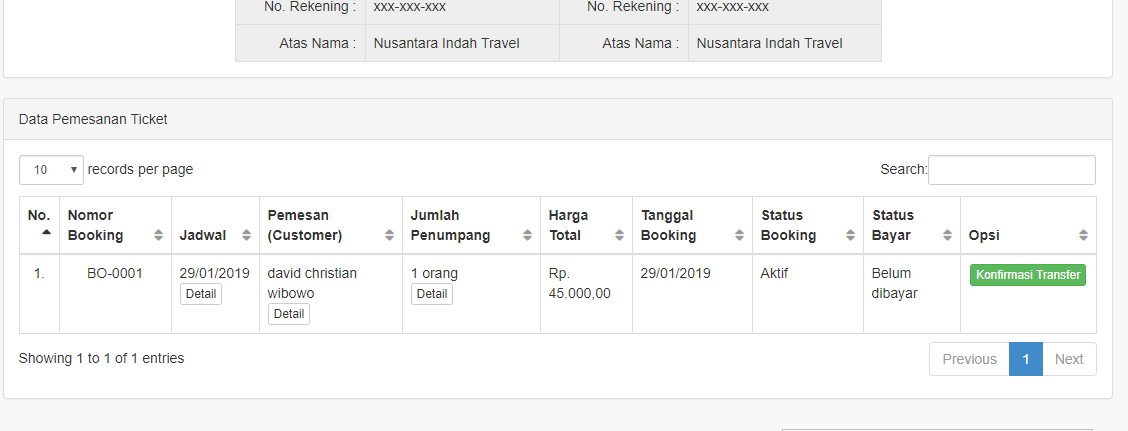 No. Rekening : xxx-xxx-xxx No. Rekening : xxx-xxx-xxx
Atas Nama : Nusantara Indah Travel Atas Nama : Nusantara Indah Travel
Data Pemesanan Ticket
10 records per page Search:
No. Nomor Booking Jadwal Pemesan (Customer) Jumlah Penumpang Harga Total Tanggal Booking Status Booking Status Bayar Opsi
1. BO-0001 29/01/2019 Detail david christian wibowo Detail 1 orang Detail Rp. 45.000,00 29/01/2019 Aktif Belum dibayar Konfirmasi Transfer
Showing 1 to 1 of 1 entries Previous 1 Next